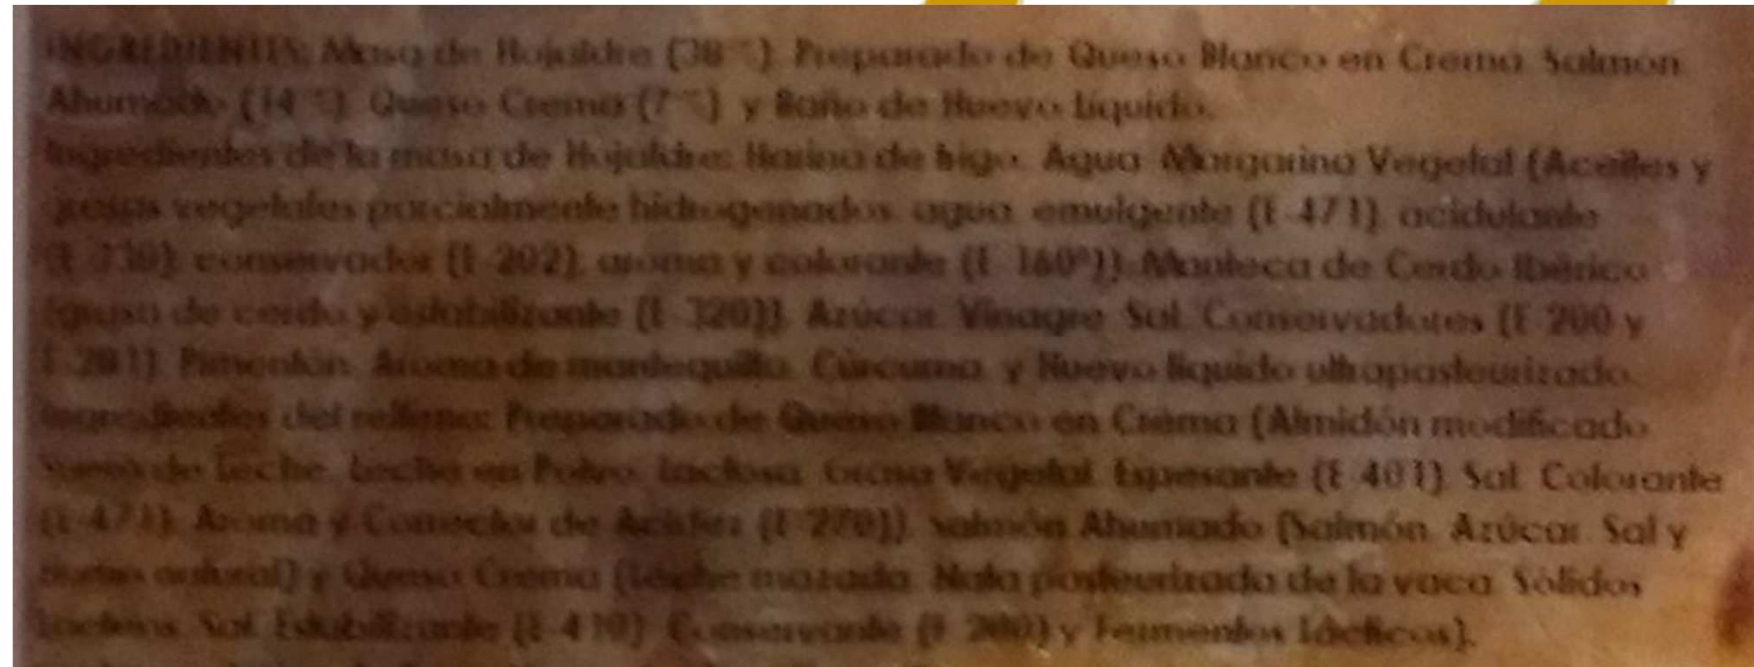 INGREDIENTES: Masa de Hojaldre (38%). Preparado de Queso Blanco en Crema. Salmón
Ahumado (14%). Queso Crema (7%) y Baño de Huevo Líquido.
Ingredientes de la masa de Hojaldre: Harina de trigo. Agua. Margarina Vegetal (Aceites y
grasas vegetales parcialmente hidrogenados. agua. emulgente (E-471). acidulante
(E-330). conservador (E-202). aroma y colorante (E-160ª)). Manteca de Cerdo Ibérico
(grasa de cerdo y estabilizante (E-320)). Azúcar. Vinagre. Sal. Conservadores (E-200 y
Pimentón. Aroma de mantequilla. Cúrcuma. y Huevo líquido ultrapasteurizado.
Ingredientes del relleno: Preparado de Queso Blanco en Crema (Almidón modificado.
Suero de Leche. Leche en Polvo. Lactosa. Grasa Vegetal. Espesante (E-401). Sal. Colorante
Aroma y Corrector de Acidez (E-270)). Salmón Ahumado (Salmón. Azúcar. Sal y
humo natural) y Queso Crema (Leche mazada. Nata pasteurizada de la vaca. Sólidos
Lácteos. Sal. Estabilizante (E-410). Conservante (E-200) y Fermentos Lácticos).